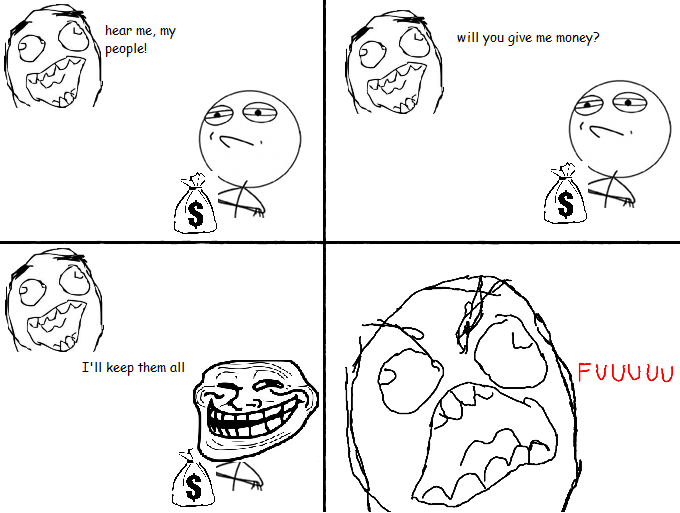 hear me, my
people!
will you give me money?
$
$
I'll keep them all
$
FUUUUU